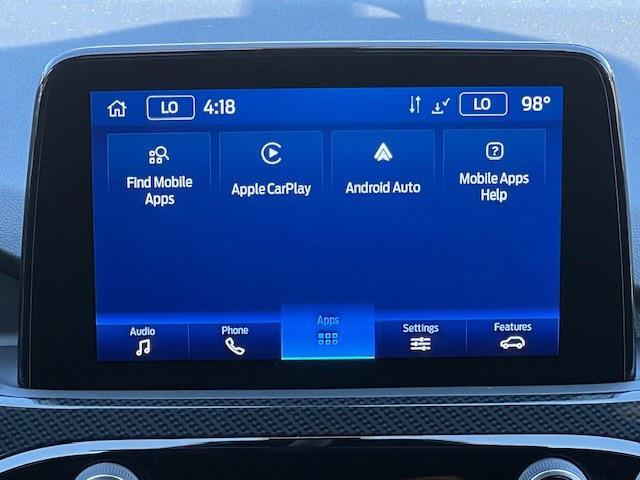 LO 4:18 LO 98°
Find Mobile
Apps
Apple CarPlay
Android Auto
Mobile Apps
Help
Audio
Phone
Apps
Settings
Features